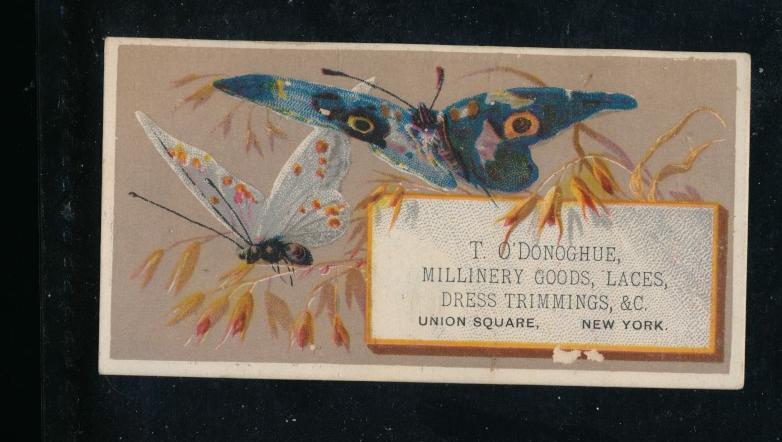 T. O'DONOGHUE,
MILLINERY GOODS, LACES,
DRESS TRIMMINGS, &C.
UNION SQUARE, NEW YORK.